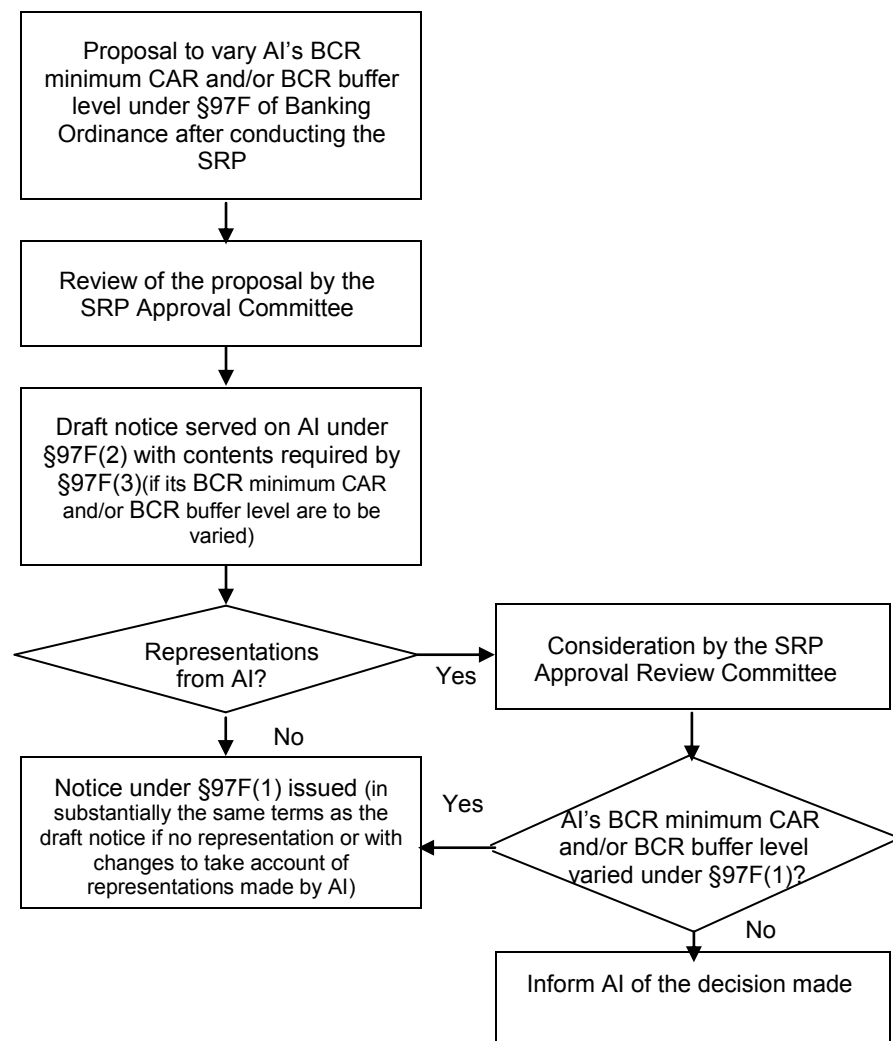 Proposal to vary AI’s BCR
minimum CAR and/or BCR buffer
level under §97F of Banking
Ordinance after conducting the
SRP
Review of the proposal by the
SRP Approval Committee
Draft notice served on AI under
§97F(2) with contents required by
§97F(3)(if its BCR minimum CAR
and/or BCR buffer level are to be
varied)
Representations
from AI?
Yes
Consideration by the SRP
Approval Review Committee
No
Notice under §97F(1) issued (in
substantially the same terms as the
draft notice if no representation or with
changes to take account of
representations made by AI)
Yes
AI’s BCR minimum CAR
and/or BCR buffer level
varied under §97F(1)?
No
Inform AI of the decision made